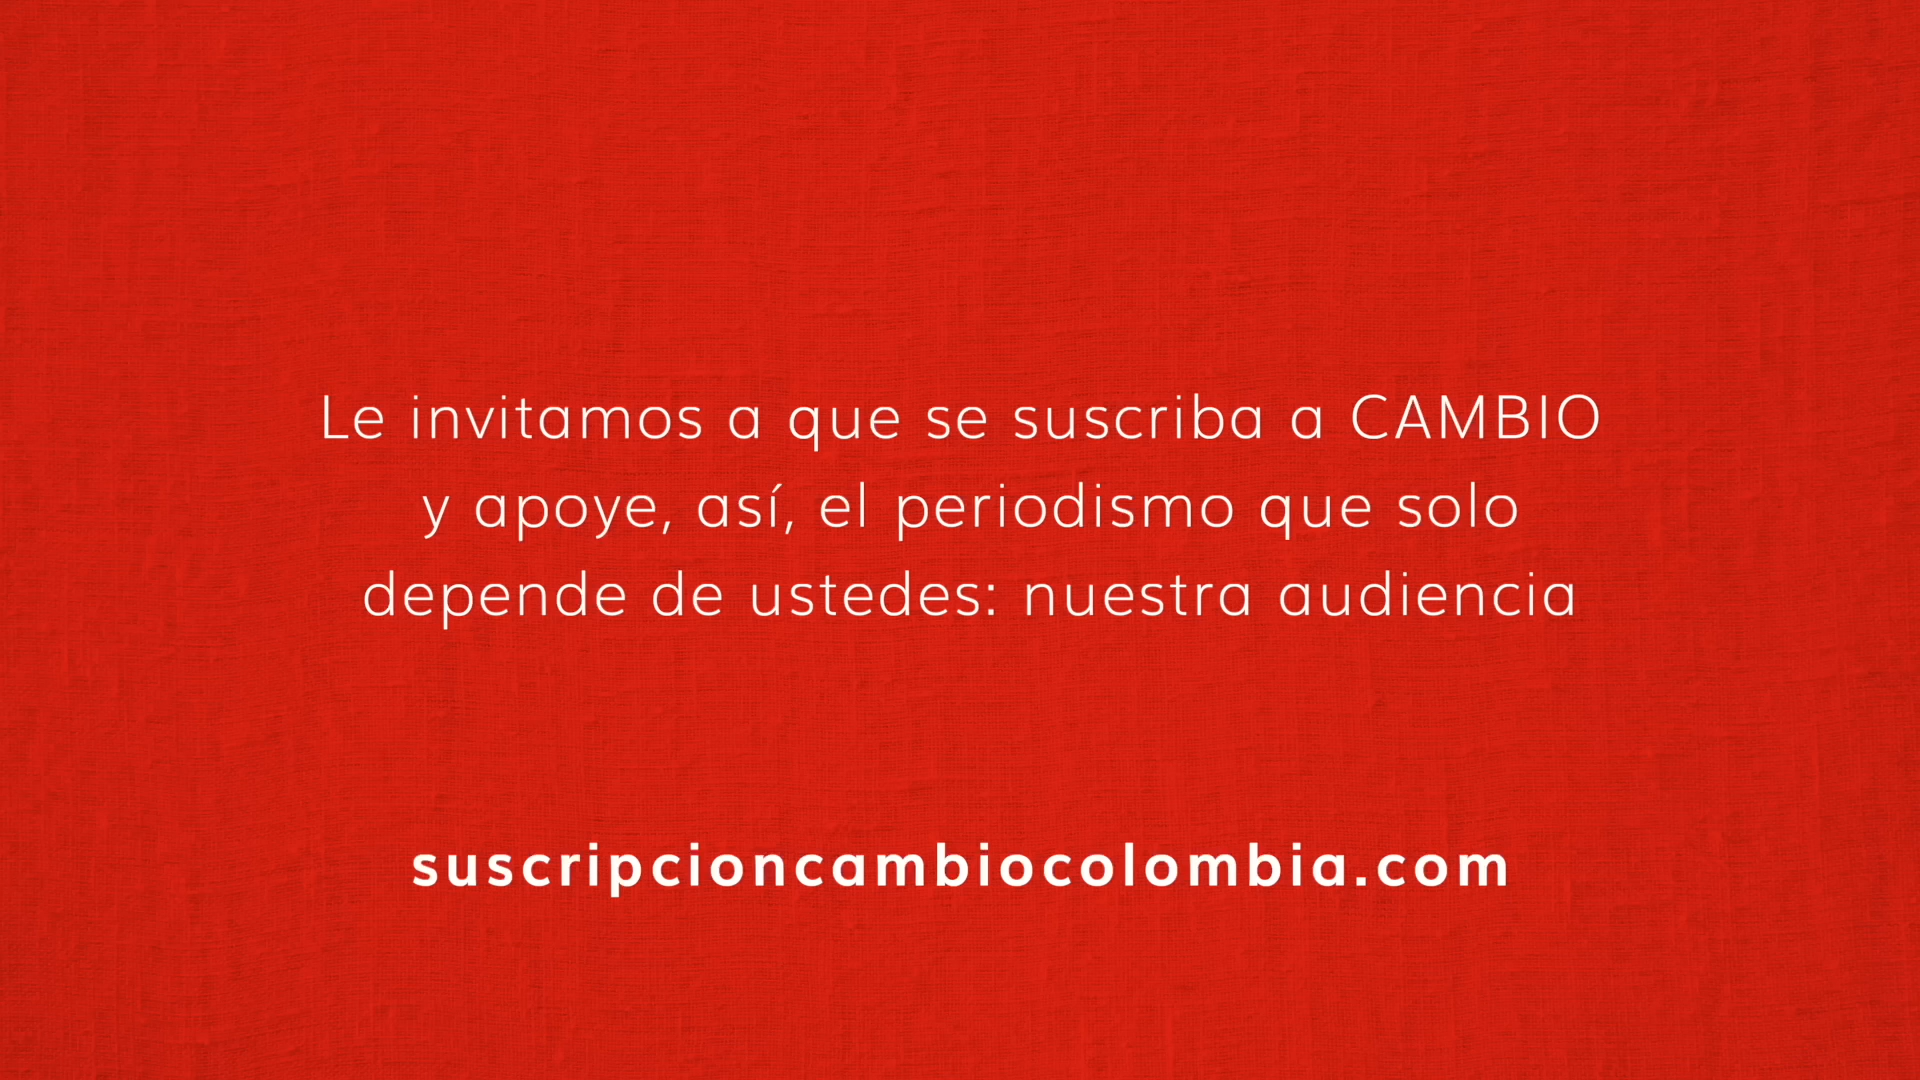 Le invitamos a que se suscriba a CAMBIO
y apoye, así, el periodismo que solo
depende de ustedes: nuestra audiencia
suscripcioncambiocolombia.com